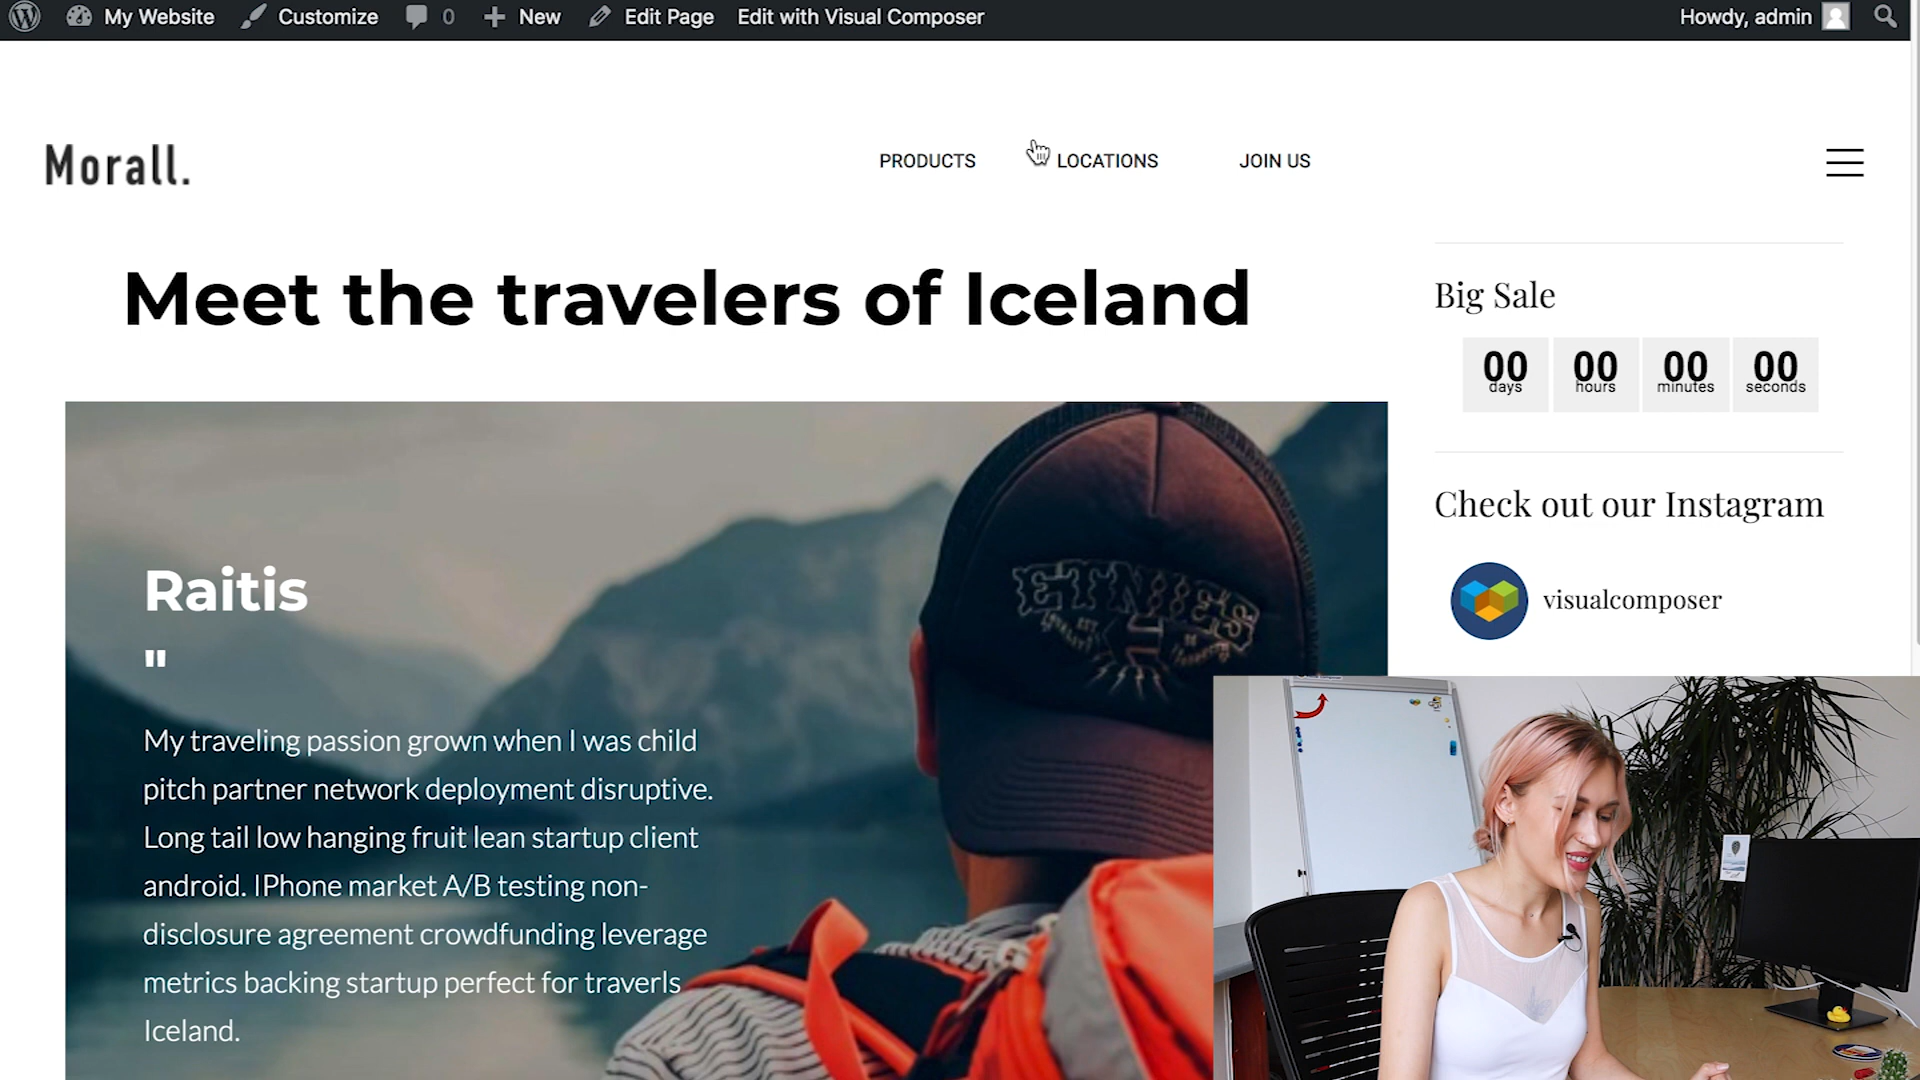 My Website
Customize
0
New
Edit Page
Edit with Visual Composer
Howdy, admin
Morall.
PRODUCTS
LOCATIONS
JOIN US
Meet the travelers of Iceland
Big Sale
00 00 00 00
days hours minutes seconds
Check out our Instagram
visualcomposer
ETNIES
Raitis
"
My traveling passion grown when I was child
pitch partner network deployment disruptive.
Long tail low hanging fruit lean startup client
android. IPhone market A/B testing non-
disclosure agreement crowdfunding leverage
metrics backing startup perfect for traverls
Iceland.